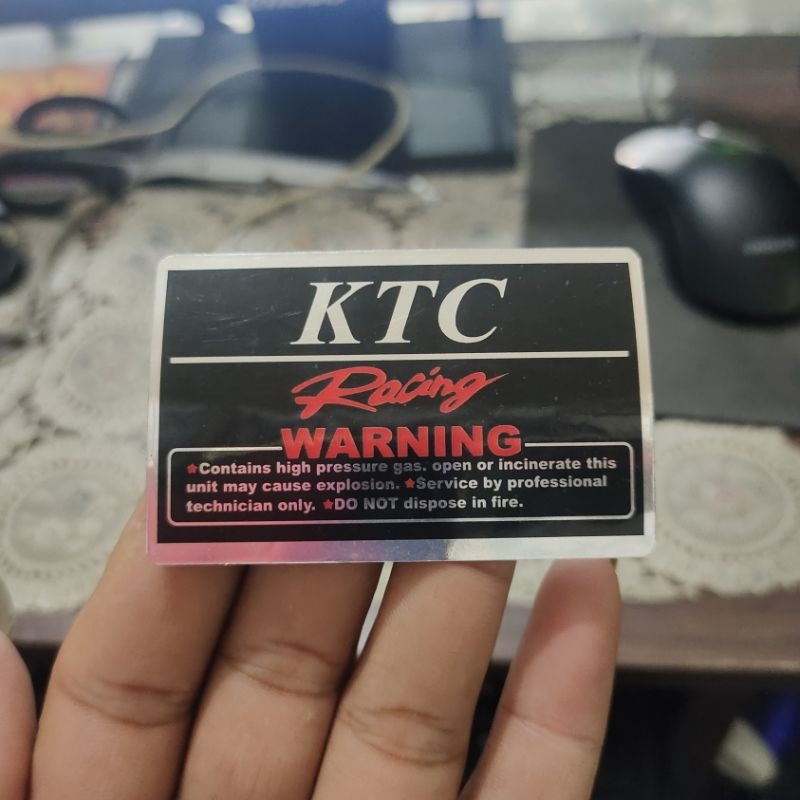 KTC
Racing
WARNING
★Contains high pressure gas. open or incinerate this
unit may cause explosion. ★Service by professional
technician only. ★DO NOT dispose in fire.